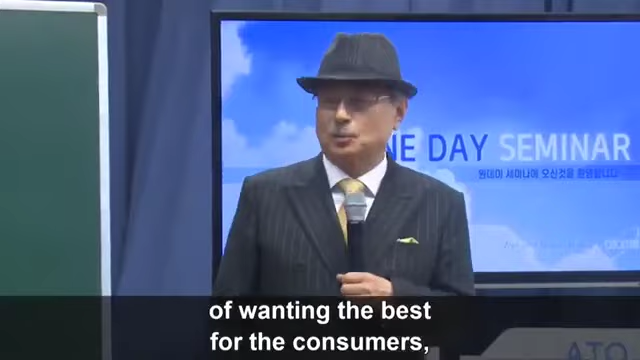 NE DAY SEMINAR
원데이 세미나에 오신것을 환영합니다
of wanting the best
for the consumers,
ATO